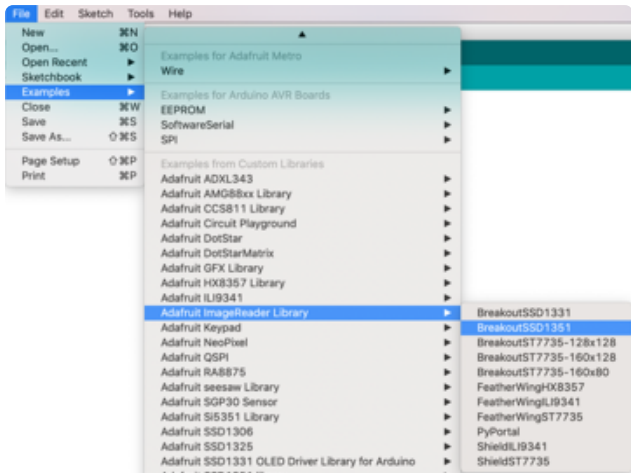 File Edit Sketch Tools Help
New ⌘N
Open... ⌘O
Open Recent
Sketchbook
Examples
Close ⌘W
Save ⌘S
Save As... ⇧⌘S
Page Setup ⇧⌘P
Print ⌘P
Examples for Adafruit Metro
Wire
Examples for Arduino AVR Boards
EEPROM
SoftwareSerial
SPI
Examples from Custom Libraries
Adafruit ADXL343
Adafruit AMG88xx Library
Adafruit CCS811 Library
Adafruit Circuit Playground
Adafruit DotStar
Adafruit DotStarMatrix
Adafruit GFX Library
Adafruit HX8357 Library
Adafruit ILI9341
Adafruit ImageReader Library
Adafruit Keypad
Adafruit NeoPixel
Adafruit QSPI
Adafruit RA8875
Adafruit seesaw Library
Adafruit SGP30 Sensor
Adafruit Si5351 Library
Adafruit SSD1306
Adafruit SSD1325
Adafruit SSD1331 OLED Driver Library for Arduino
BreakoutSSD1331
BreakoutSSD1351
BreakoutST7735-128x128
BreakoutST7735-160x128
BreakoutST7735-160x80
FeatherWingHX8357
FeatherWingILI9341
FeatherWingST7735
PyPortal
ShieldILI9341
ShieldST7735